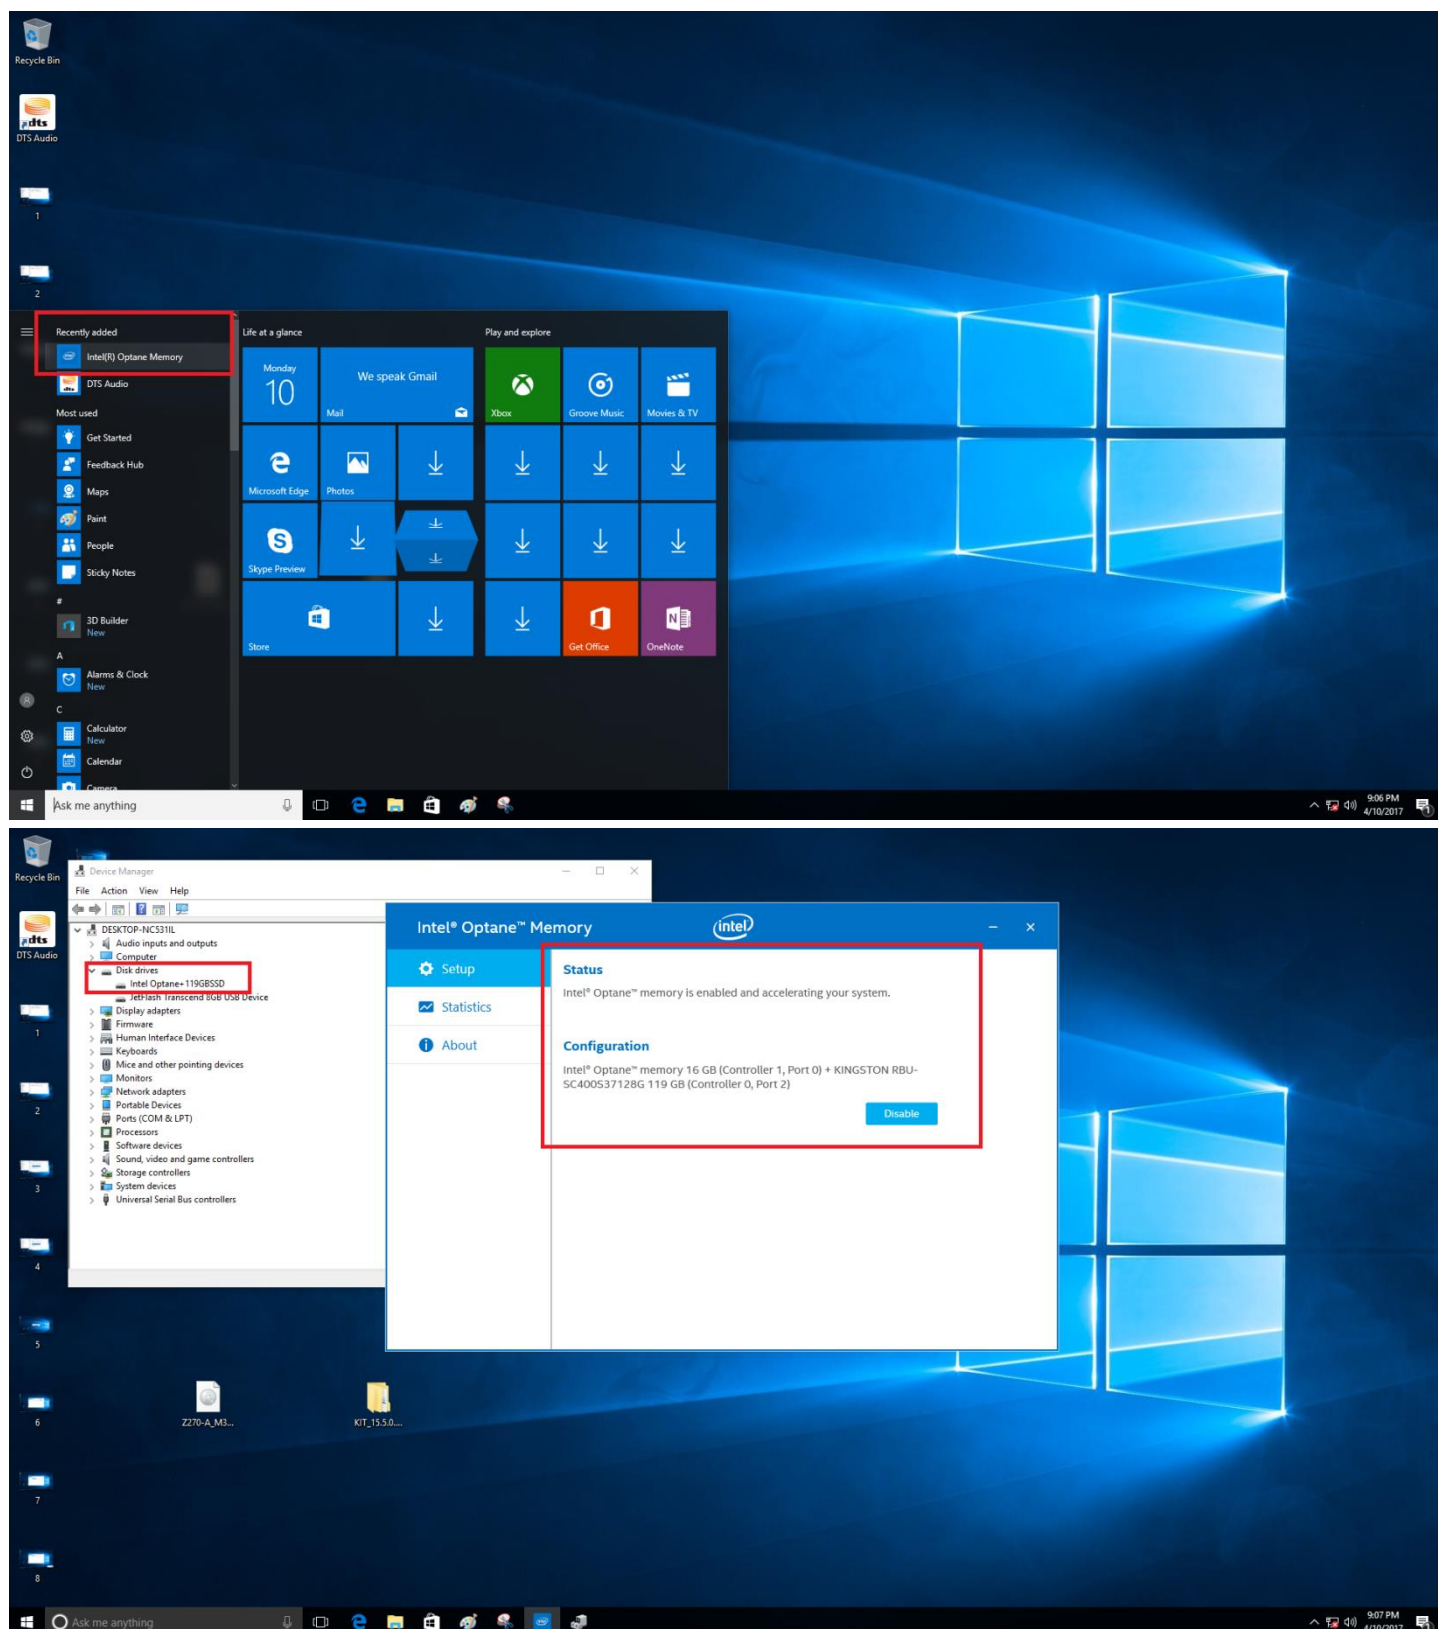 Recycle Bin
dts
DTS Audio
1
2
Recently added
Intel(R) Optane Memory
DTS Audio
Most used
Get Started
Feedback Hub
Maps
Paint
People
Sticky Notes
#
3D Builder
New
A
Alarms & Clock
New
C
Calculator
New
Calendar
Camera
Life at a glance
Monday
10
We speak Gmail
Mail
Microsoft Edge
Photos
Skype Preview
Store
Play and explore
Xbox
Groove Music
Movies & TV
Get Office
OneNote
Ask me anything
9:06 PM
4/10/2017
Recycle Bin
dts
DTS Audio
1
2
3
4
5
6
7
8
Device Manager
File Action View Help
DESKTOP-NC531IL
Audio inputs and outputs
Computer
Disk drives
Intel Optane+119GBSSD
JetFlash Transcend 8GB USB Device
Display adapters
Firmware
Human Interface Devices
Keyboards
Mice and other pointing devices
Monitors
Network adapters
Portable Devices
Ports (COM & LPT)
Processors
Software devices
Sound, video and game controllers
Storage controllers
System devices
Universal Serial Bus controllers
Intel® Optane™ Memory
intel
Setup
Statistics
About
Status
Intel® Optane™ memory is enabled and accelerating your system.
Configuration
Intel® Optane™ memory 16 GB (Controller 1, Port 0) + KINGSTON RBU-
SC400S37128G 119 GB (Controller 0, Port 2)
Disable
Z270-A_M3...
KIT_15.5.0....
Ask me anything
9:07 PM
4/10/2017